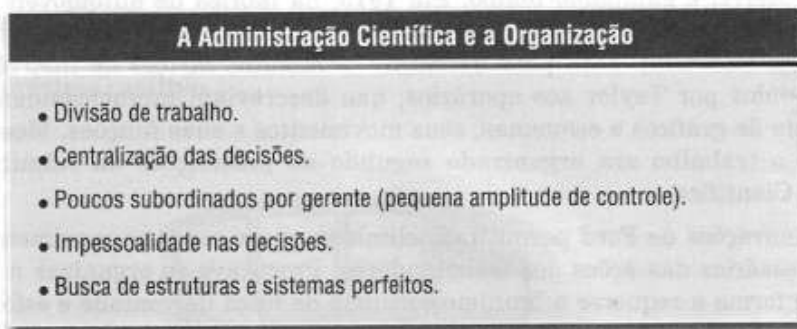 A Administração Científica e a Organização
• Divisão de trabalho.
• Centralização das decisões.
• Poucos subordinados por gerente (pequena amplitude de controle).
• Impessoalidade nas decisões.
• Busca de estruturas e sistemas perfeitos.